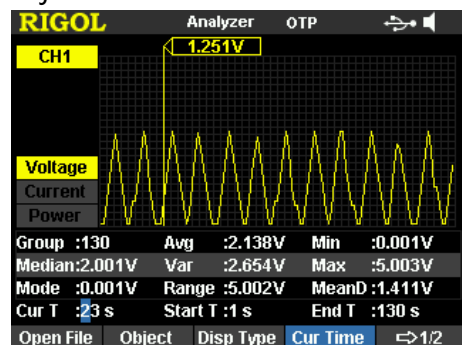 RIGOL Analyzer OTP
1.251V
CH1
Voltage
Current
Power
Group :130 Avg :2.138V Min :0.001V
Median:2.001V Var :2.654V Max :5.003V
Mode :0.001V Range :5.002V MeanD :1.411V
Cur T :23 s Start T :1 s End T :130 s
Open File Object Disp Type Cur Time ⇨1/2